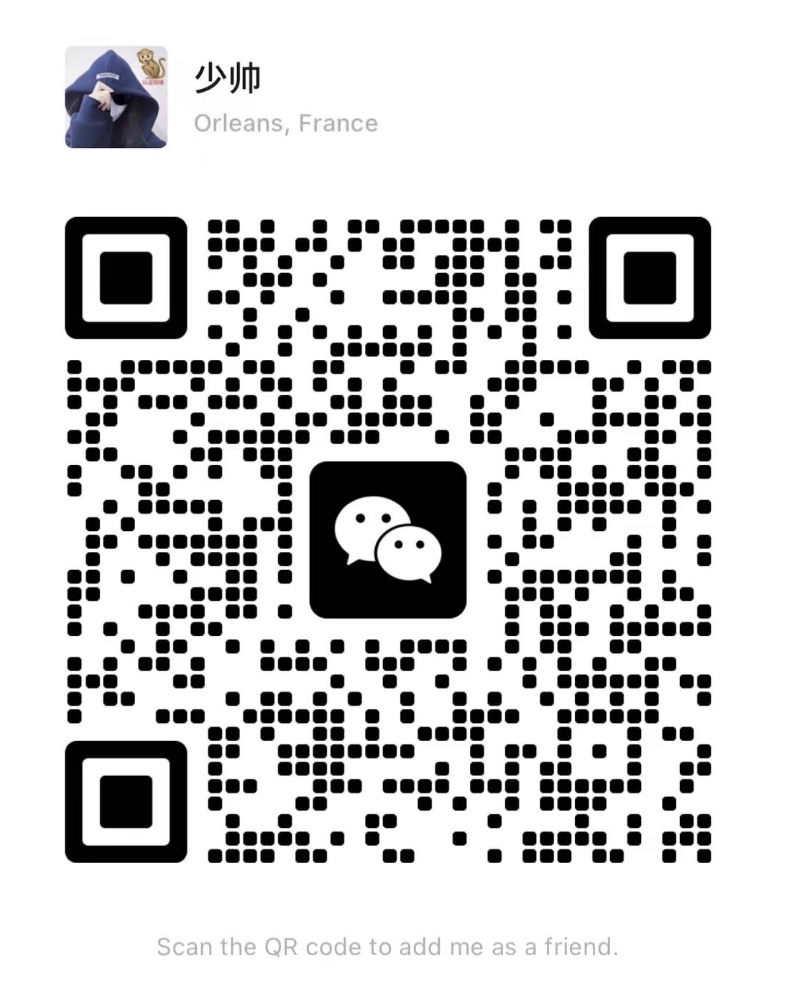 少帅
Orleans, France
Scan the QR code to add me as a friend.